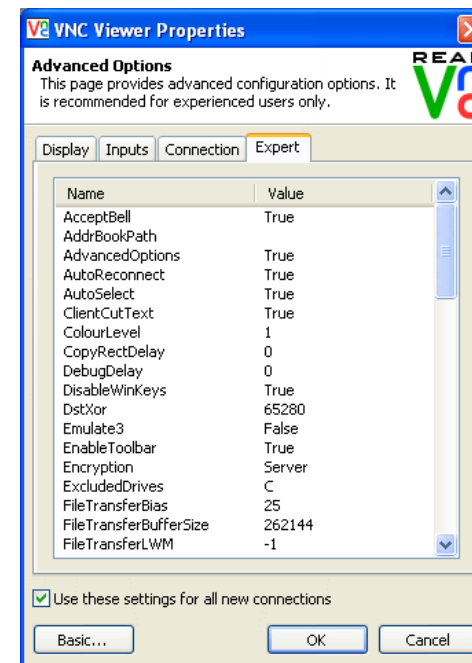 VNC Viewer Properties
Advanced Options
This page provides advanced configuration options. It
is recommended for experienced users only.
REAL
Display Inputs Connection Expert
Name Value
AcceptBell True
AddrBookPath
AdvancedOptions True
AutoReconnect True
AutoSelect True
ClientCutText True
ColourLevel 1
CopyRectDelay 0
DebugDelay 0
DisableWinKeys True
DstXor 65280
Emulate3 False
EnableToolbar True
Encryption Server
ExcludedDrives C
FileTransferBias 25
FileTransferBufferSize 262144
FileTransferLWM -1
Use these settings for all new connections
Basic... OK Cancel